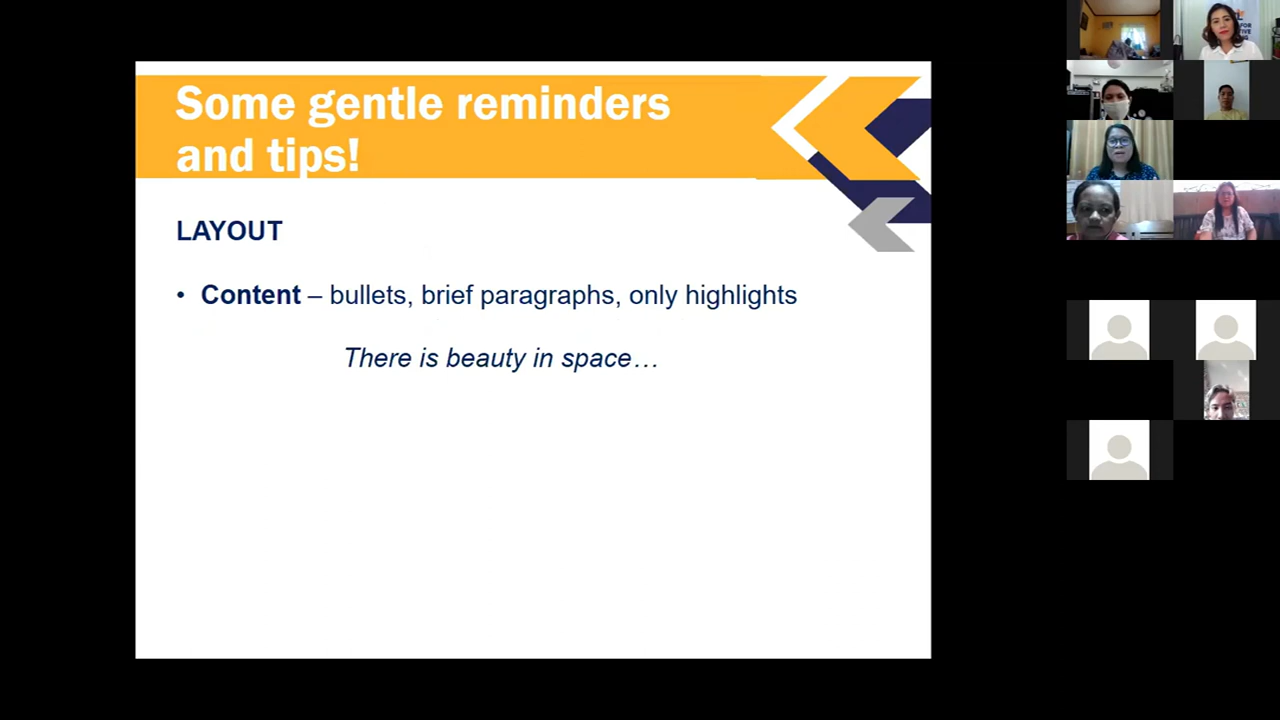 Some gentle reminders
and tips!
LAYOUT
• Content – bullets, brief paragraphs, only highlights
There is beauty in space…